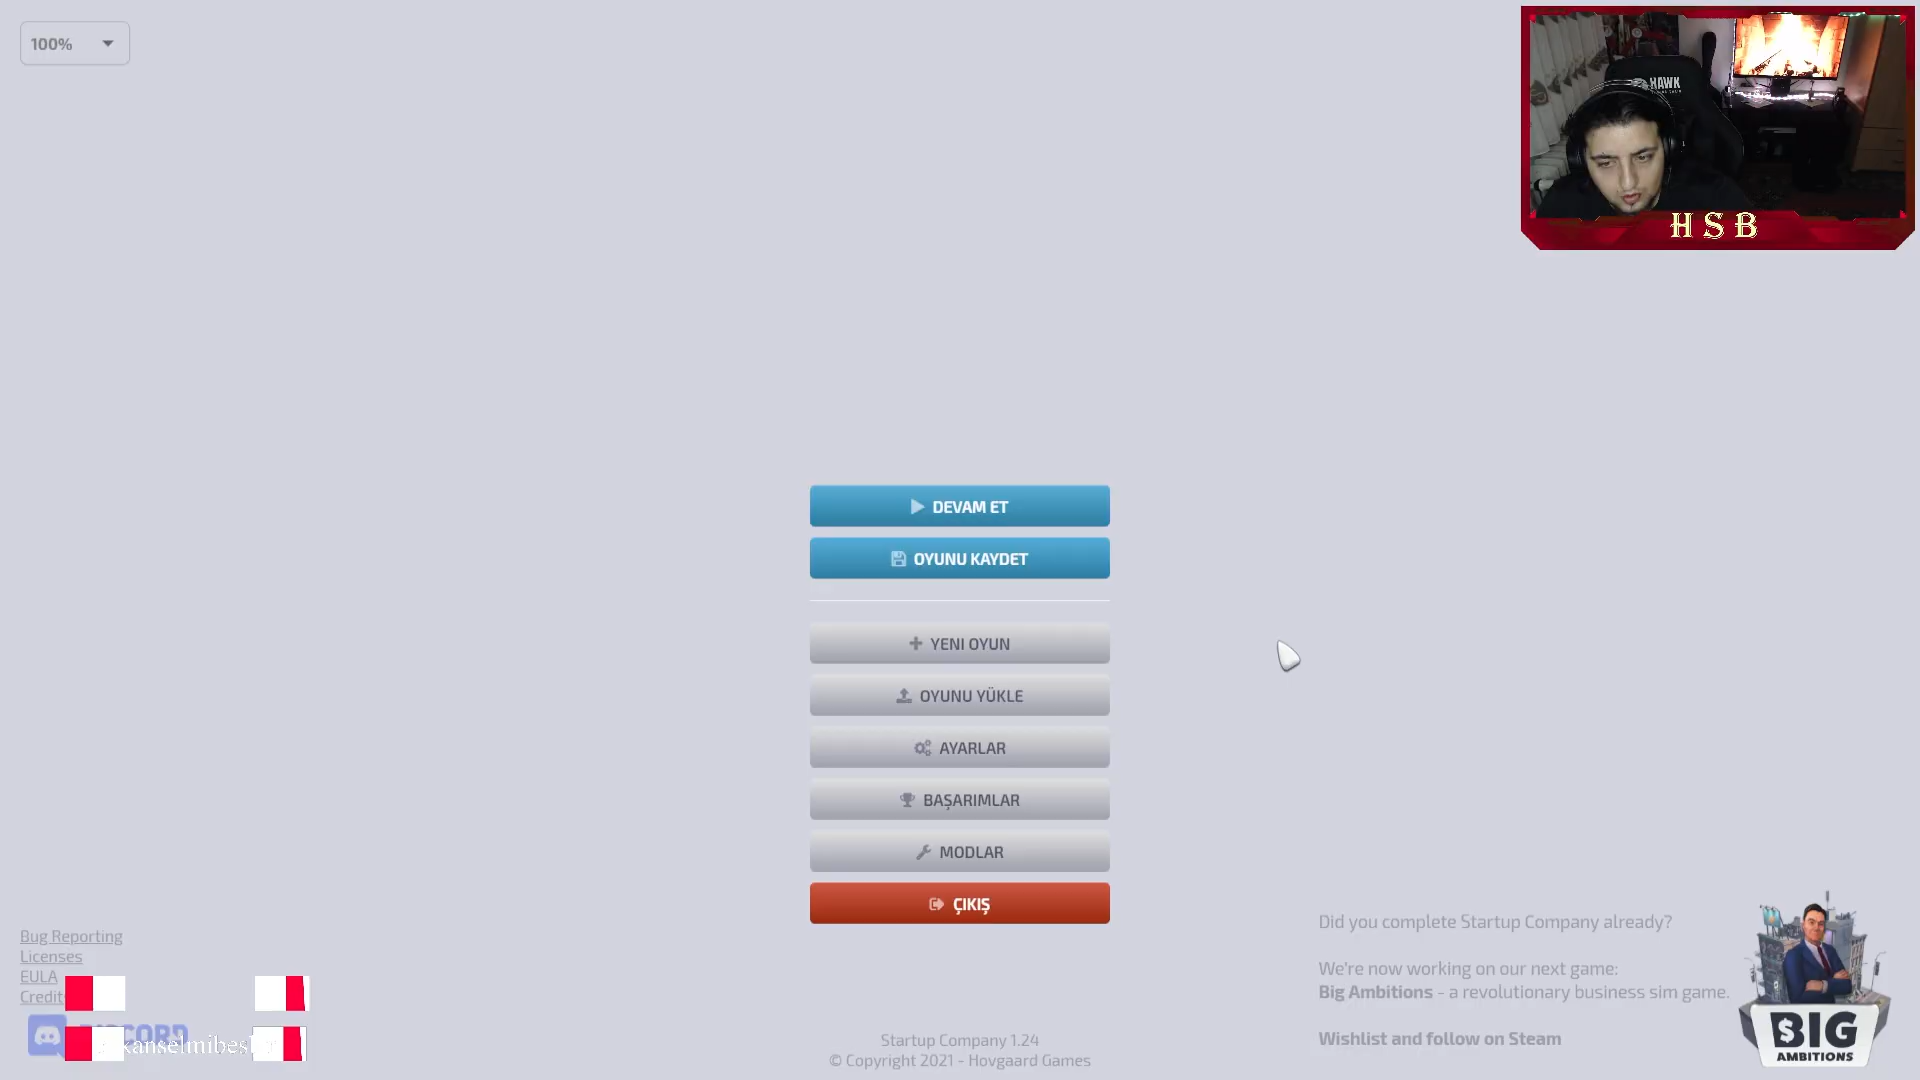 100%
HAWK
H S B
DEVAM ET
OYUNU KAYDET
YENI OYUN
OYUNU YÜKLE
AYARLAR
BAŞARIMLAR
MODLAR
ÇIKIŞ
Bug Reporting
Licenses
EULA
Startup Company 1.24
© Copyright 2021 - Hovgaard Games
Did you complete Startup Company already?
We're now working on our next game:
Big Ambitions - a revolutionary business sim game.
Wishlist and follow on Steam
$BIG
AMBITIONS